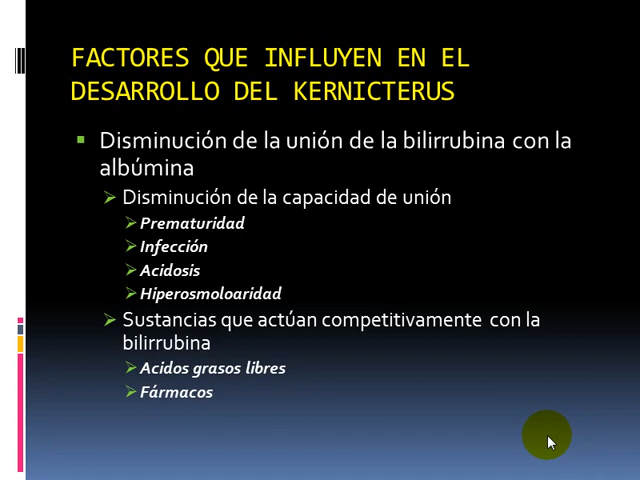 FACTORES QUE INFLUYEN EN EL
DESARROLLO DEL KERNICTERUS
Disminución de la unión de la bilirrubina con la
albúmina
Disminución de la capacidad de unión
Prematuridad
Infección
Acidosis
Hiperosmoloaridad
Sustancias que actúan competitivamente con la
bilirrubina
Acidos grasos libres
Fármacos